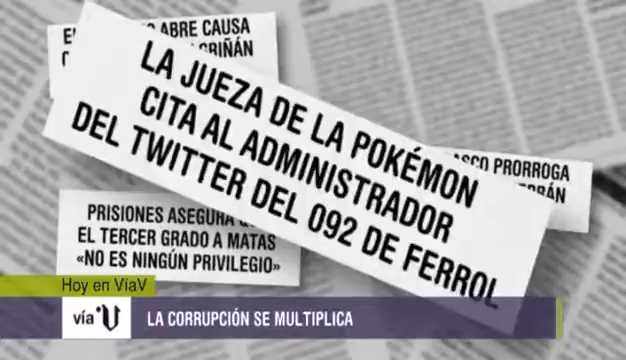 ABRE CAUSA
GRIÑÁN
LA JUEZA DE LA POKÉMON
CITA AL ADMINISTRADOR
DEL TWITTER DEL 092 DE FERROL
PRORROGA
PRISIONES ASEGURA
EL TERCER GRADO A MATAS
«NO ES NINGÚN PRIVILEGIO»
Hoy en VíaV
vía V
LA CORRUPCIÓN SE MULTIPLICA